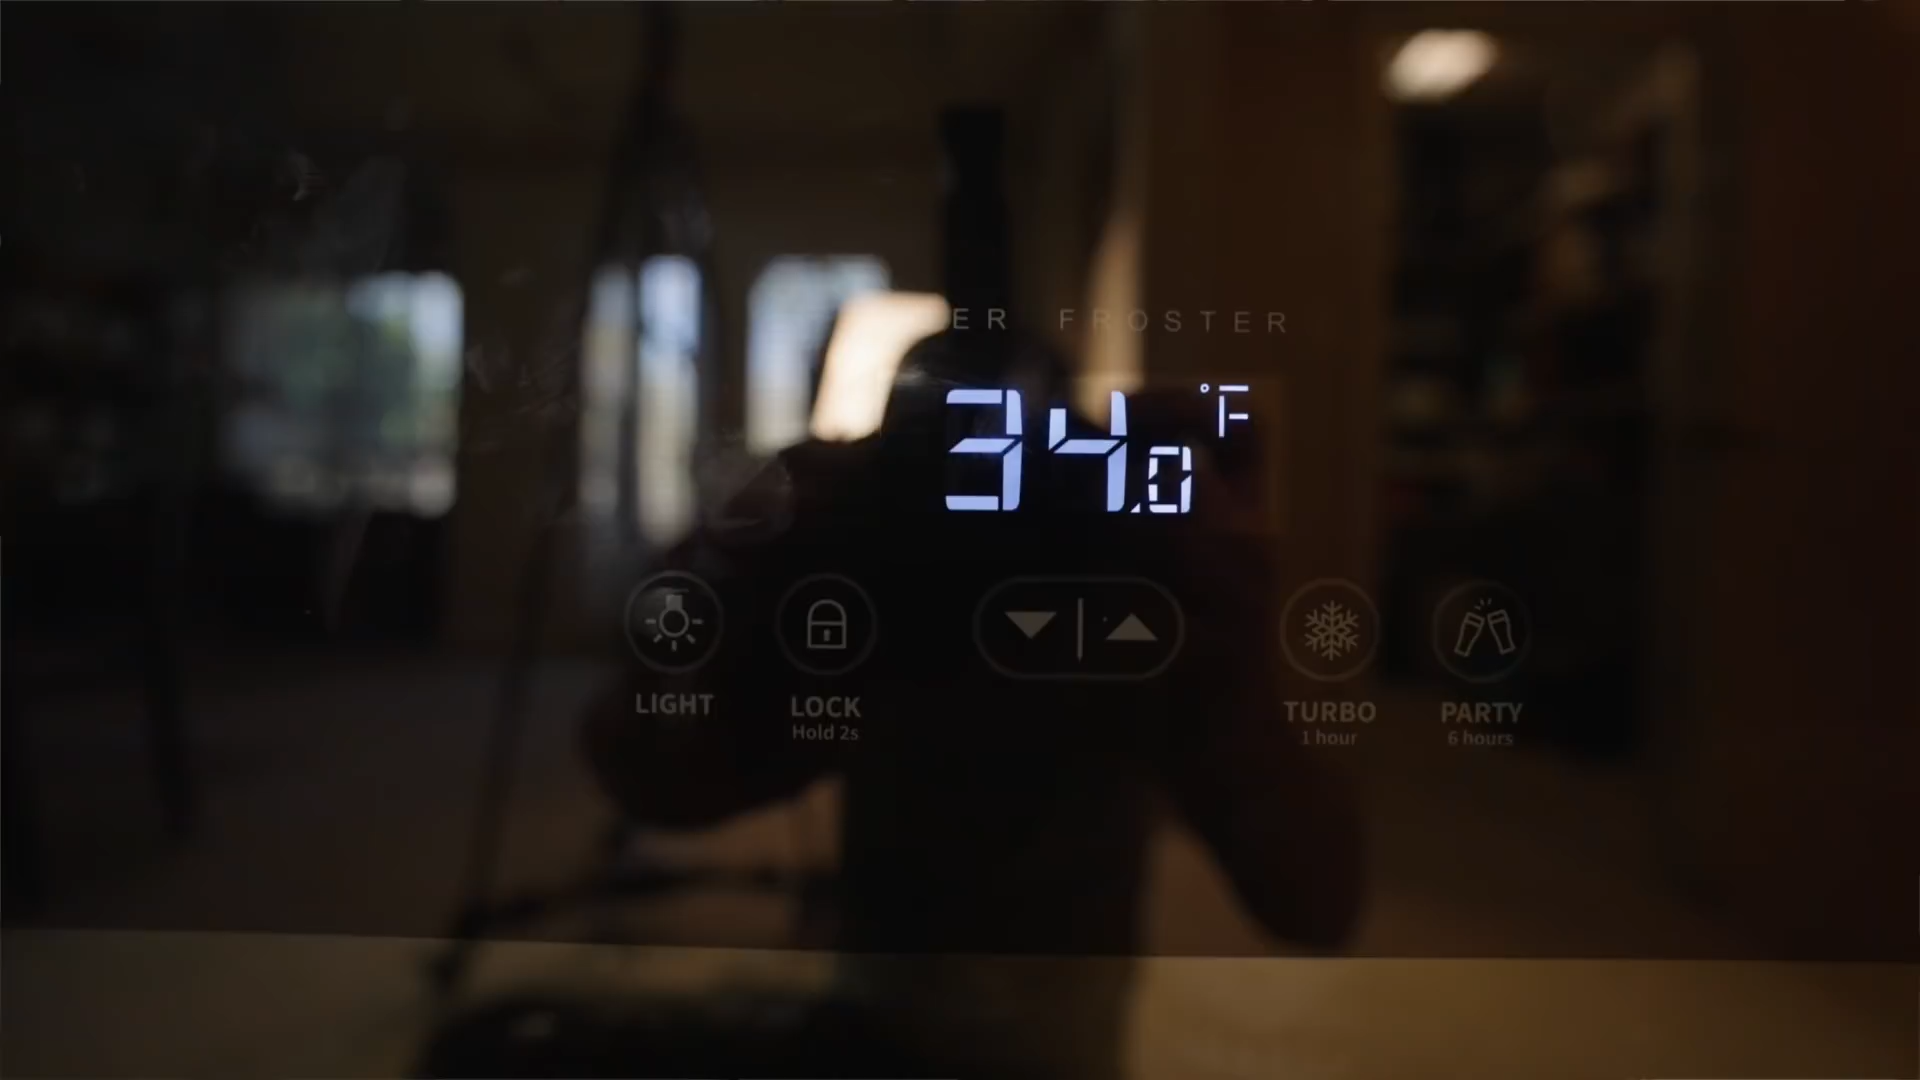 ER FROSTER
34.0 °F
LIGHT
LOCK
Hold 2s
TURBO
1 hour
PARTY
6 hours